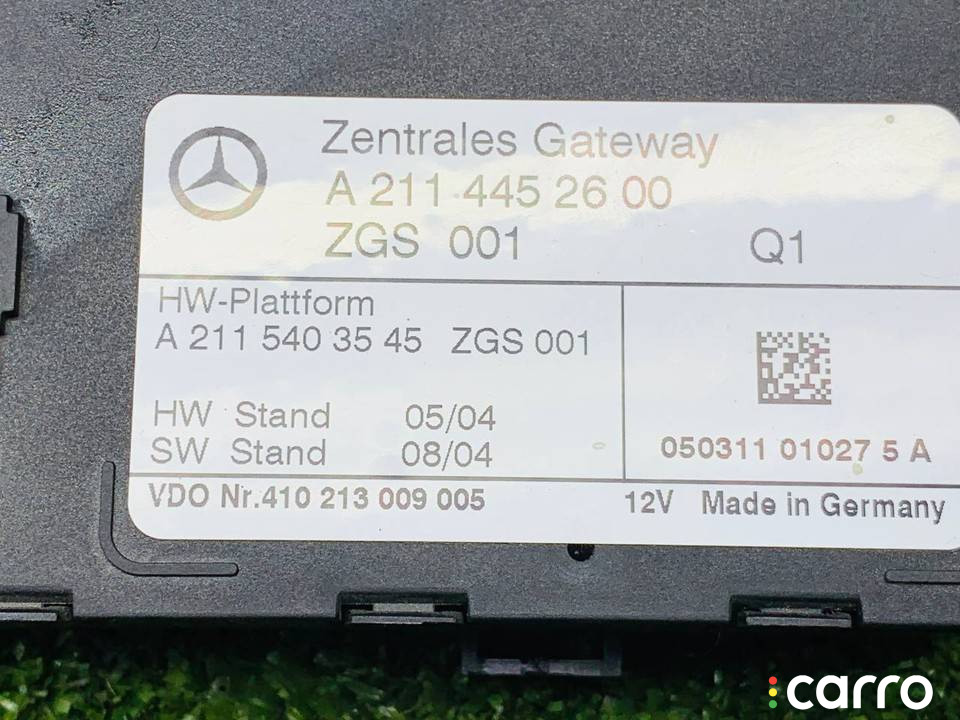 Zentrales Gateway
A 211 445 26 00
ZGS 001 Q1
HW-Plattform
A 211 540 35 45 ZGS 001
HW Stand 05/04
SW Stand 08/04
050311 01027 5 A
VDO Nr.410 213 009 005 12V Made in Germany
carro